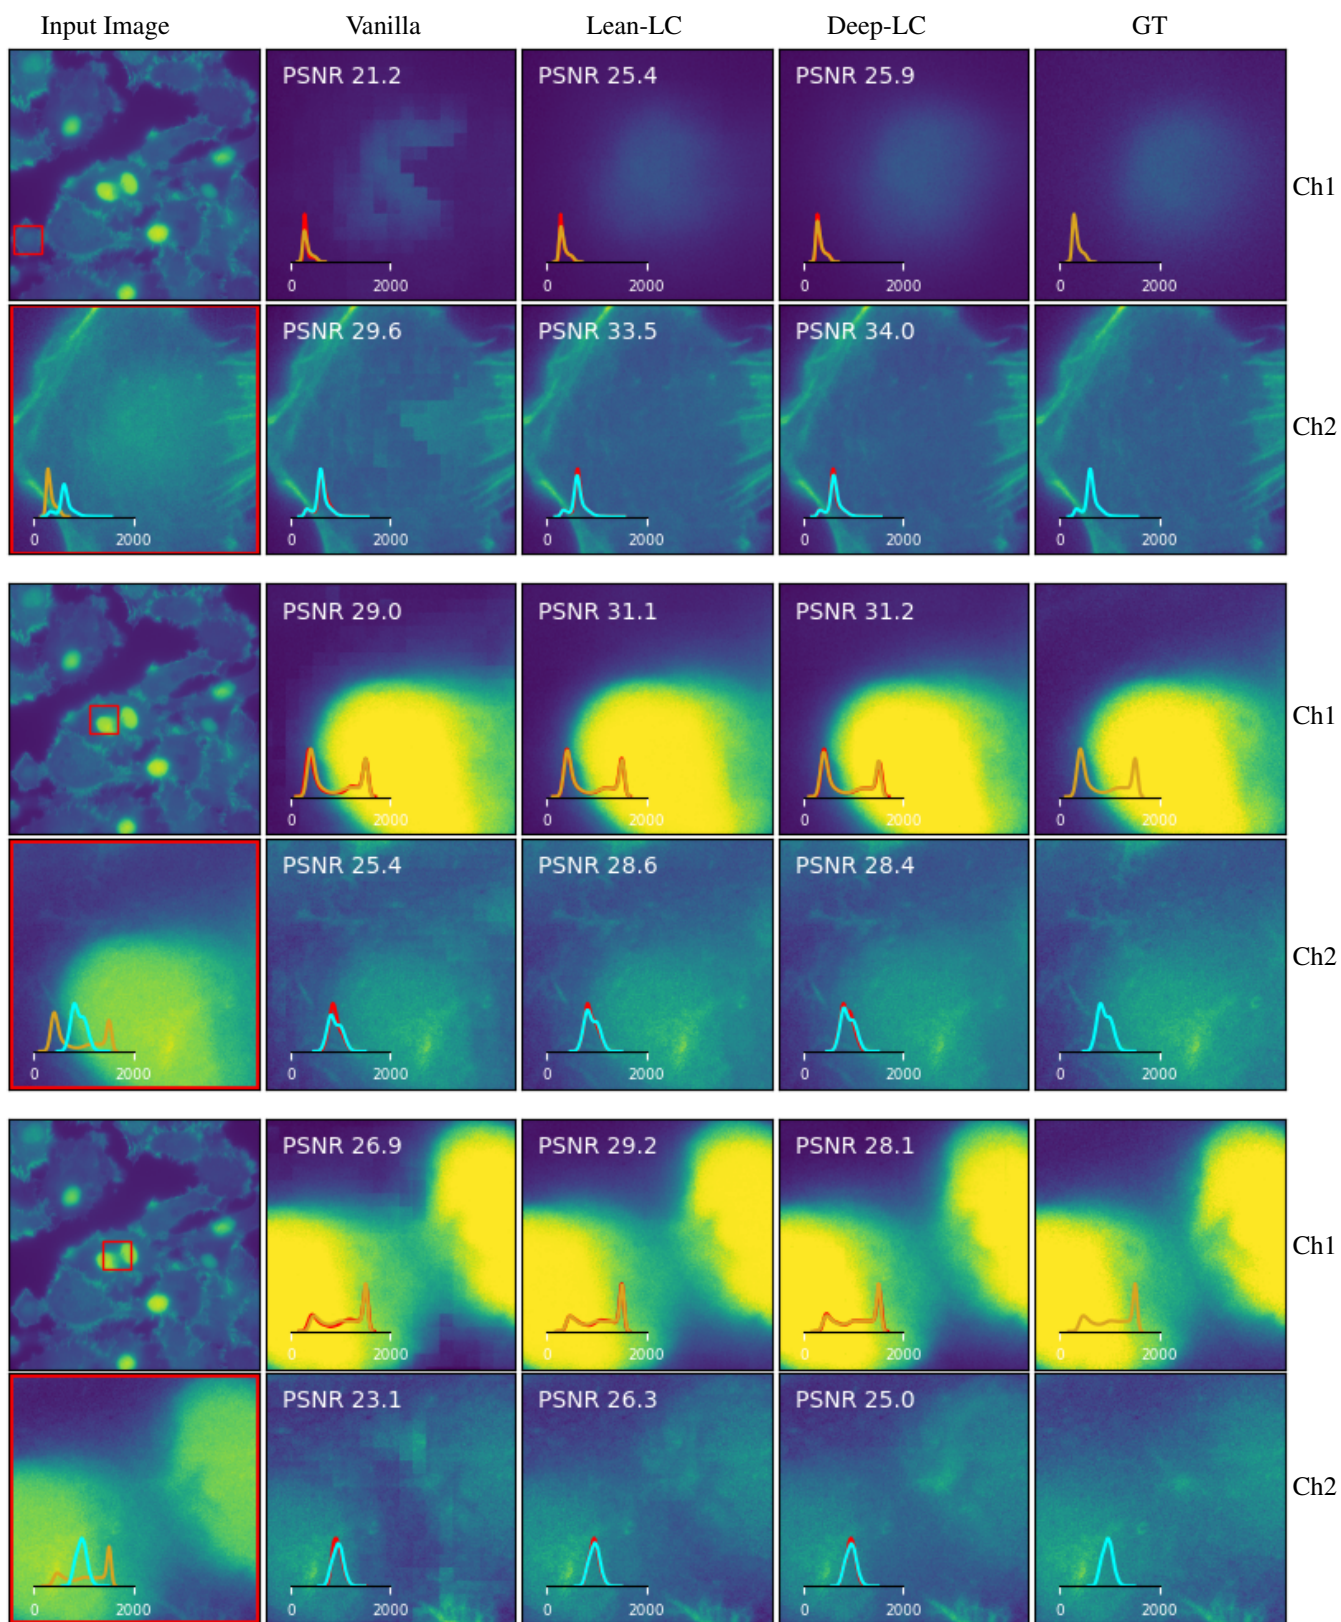 Input Image Vanilla Lean-LC Deep-LC GT
PSNR 21.2 PSNR 25.4 PSNR 25.9
Ch1
0 2000 0 2000 0 2000 0 2000
PSNR 29.6 PSNR 33.5 PSNR 34.0
Ch2
0 2000 0 2000 0 2000 0 2000 0 2000
PSNR 29.0 PSNR 31.1 PSNR 31.2
Ch1
0 2000 0 2000 0 2000 0 2000
PSNR 25.4 PSNR 28.6 PSNR 28.4
Ch2
0 2000 0 2000 0 2000 0 2000 0 2000
PSNR 26.9 PSNR 29.2 PSNR 28.1
Ch1
0 2000 0 2000 0 2000 0 2000
PSNR 23.1 PSNR 26.3 PSNR 25.0
Ch2
0 2000 0 2000 0 2000 0 2000 0 2000